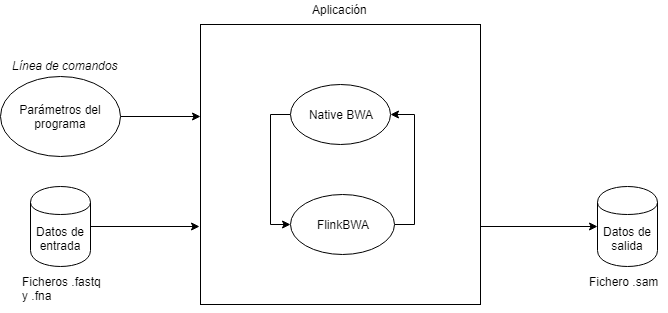 Aplicación
Línea de comandos
Parámetros del
programa
Native BWA
FlinkBWA
Datos de
entrada
Ficheros .fastq
y .fna
Datos de
salida
Fichero .sam